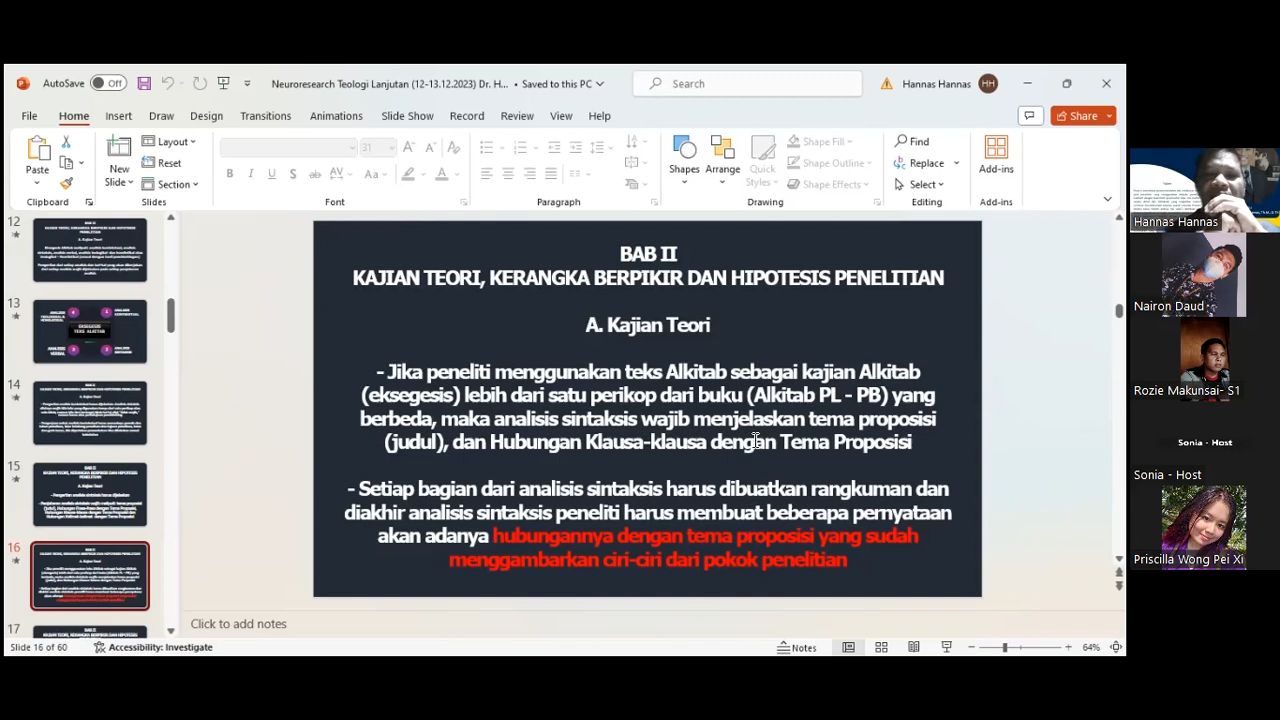 AutoSave Off
Neuroresearch Teologi Lanjutan (12-13.12.2023) Dr. H... • Saved to this PC
Search
Hannas Hannas HH
File Home Insert Draw Design Transitions Animations Slide Show Record Review View Help
Share
Paste
New
Slide
Layout
Reset
Section
31
B I U S ab AV Aa A
Shapes
Arrange
Quick
Styles
Shape Fill
Shape Outline
Shape Effects
Find
Replace
Select
Add-ins
Clipboard Slides Font Paragraph Drawing Editing Add-ins
12
13
14
15
16
17
BAB II
KAJIAN TEORI, KERANGKA BERPIKIR DAN HIPOTESIS PENELITIAN
A. Kajian Teori
- Jika peneliti menggunakan teks Alkitab sebagai kajian Alkitab
(eksegesis) lebih dari satu perikop dari buku (Alkitab PL - PB) yang
berbeda, maka analisis sintaksis wajib menjelaskan tema proposisi
(judul), dan Hubungan Klausa-klausa dengan Tema Proposisi
- Setiap bagian dari analisis sintaksis harus dibuatkan rangkuman dan
diakhir analisis sintaksis peneliti harus membuat beberapa pernyataan
akan adanya hubungannya dengan tema proposisi yang sudah
menggambarkan ciri-ciri dari pokok penelitian
Click to add notes
Slide 16 of 60
Accessibility: Investigate
Notes
64%
Hannas Hannas
Nairon Daud
Rozie Makunsai- S1
Sonia - Host
Sonia - Host
Priscilla Wong Pei Xi